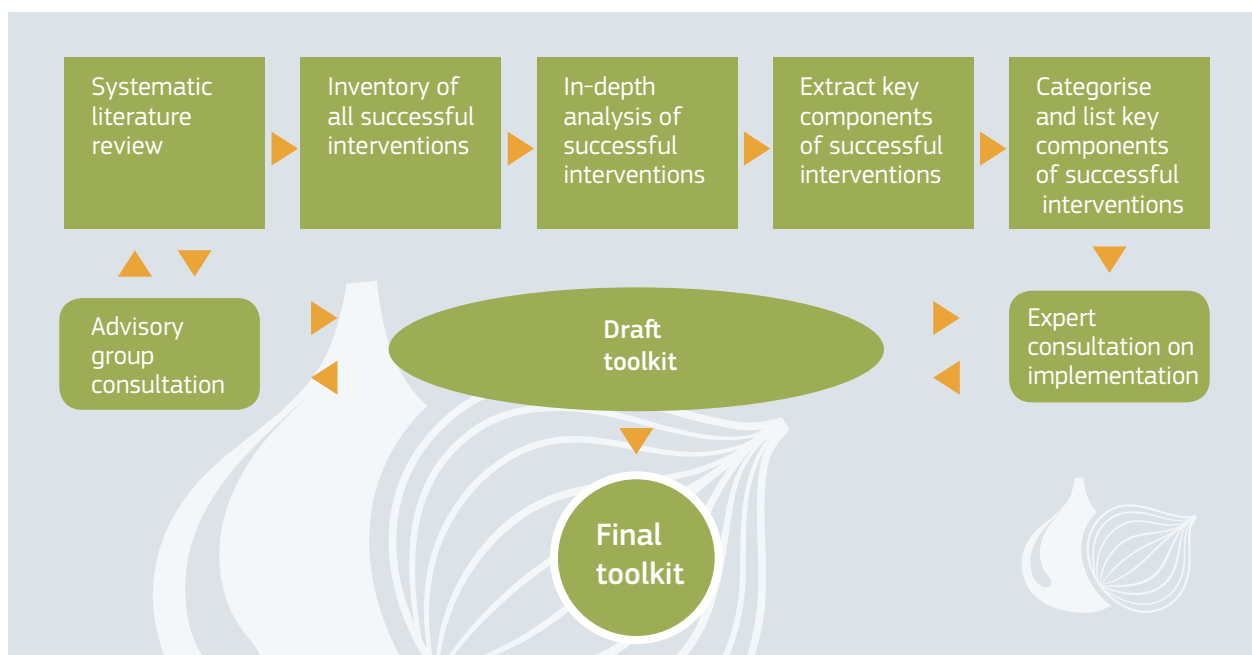 Systematic
literature
review
Inventory of
all successful
interventions
In-depth
analysis of
successful
interventions
Extract key
components
of successful
interventions
Categorise
and list key
components
of successful
interventions
Advisory
group
consultation
Draft
toolkit
Expert
consultation on
implementation
Final
toolkit